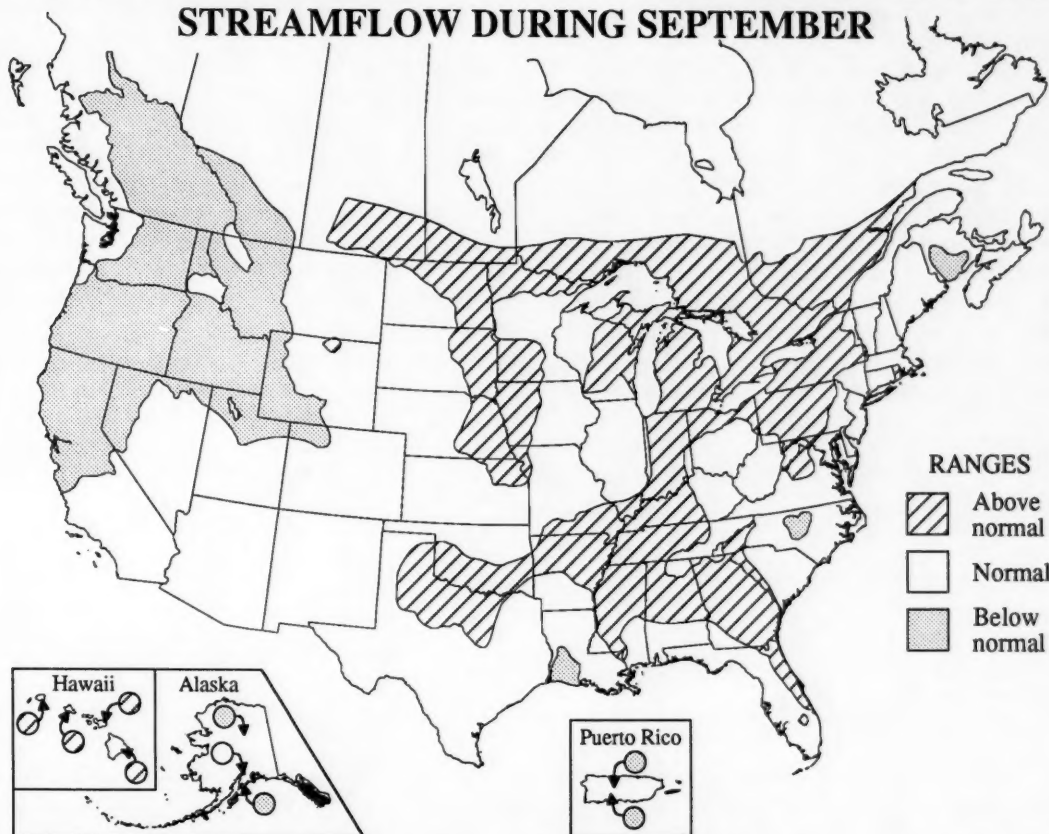 STREAMFLOW DURING SEPTEMBER
RANGES
Above
normal
Normal
Below
normal
Hawaii
Alaska
Puerto Rico